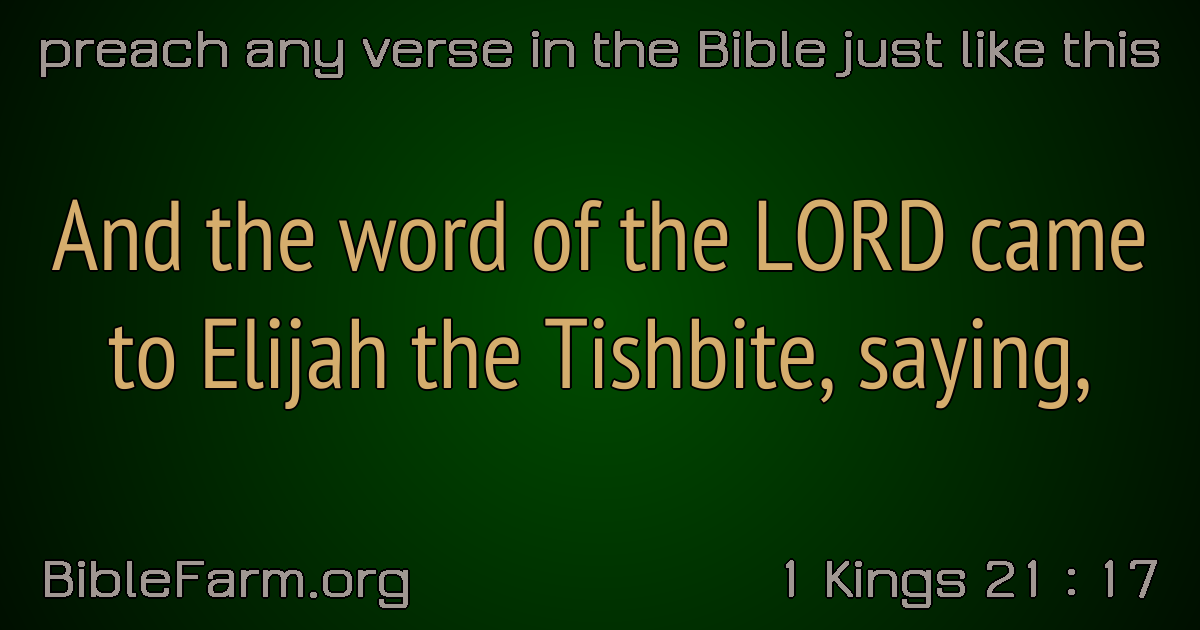 preach any verse in the Bible just like this
And the word of the LORD came
to Elijah the Tishbite, saying,
BibleFarm.org
1 Kings 21 : 17